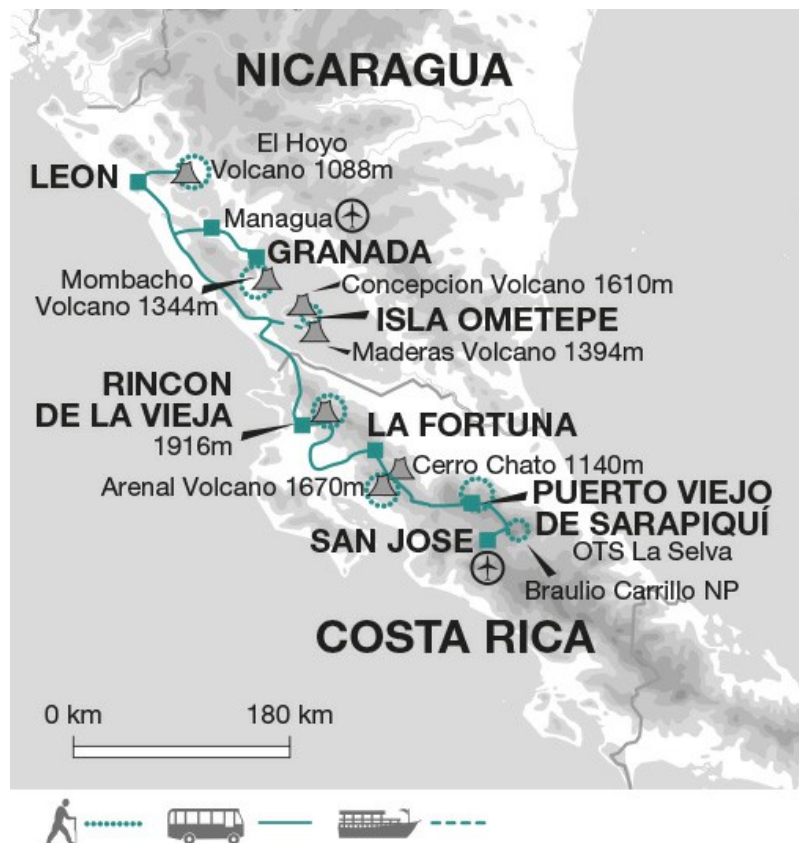 NICARAGUA
El Hoyo
Volcano 1088m
LEON
Managua
GRANADA
Mombacho
Volcano 1344m
Concepcion Volcano 1610m
ISLA OMETEPE
Maderas Volcano 1394m
RINCON
DE LA VIEJA
1916m
LA FORTUNA
Cerro Chato 1140m
Arenal Volcano 1670m
PUERTO VIEJO
DE SARAPIQUÍ
OTS La Selva
SAN JOSE
Braulio Carrillo NP
COSTA RICA
0 km
180 km